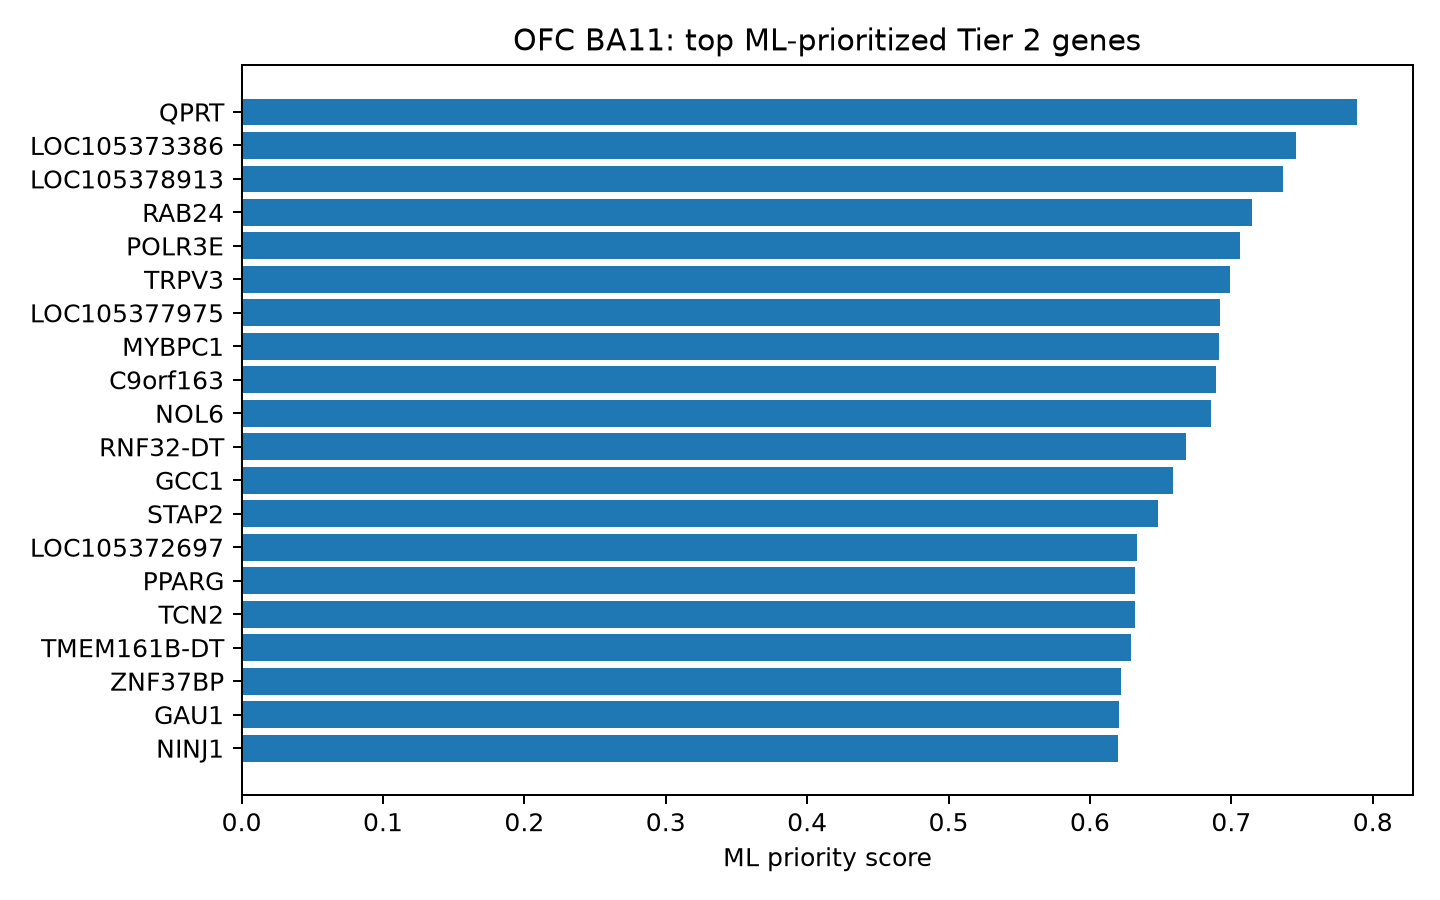 OFC BA11: top ML-prioritized Tier 2 genes
QPRT
LOC105373386
LOC105378913
RAB24
POLR3E
TRPV3
LOC105377975
MYBPC1
C9orf163
NOL6
RNF32-DT
GCC1
STAP2
LOC105372697
PPARG
TCN2
TMEM161B-DT
ZNF37BP
GAU1
NINJ1
0.0 0.1 0.2 0.3 0.4 0.5 0.6 0.7 0.8
ML priority score